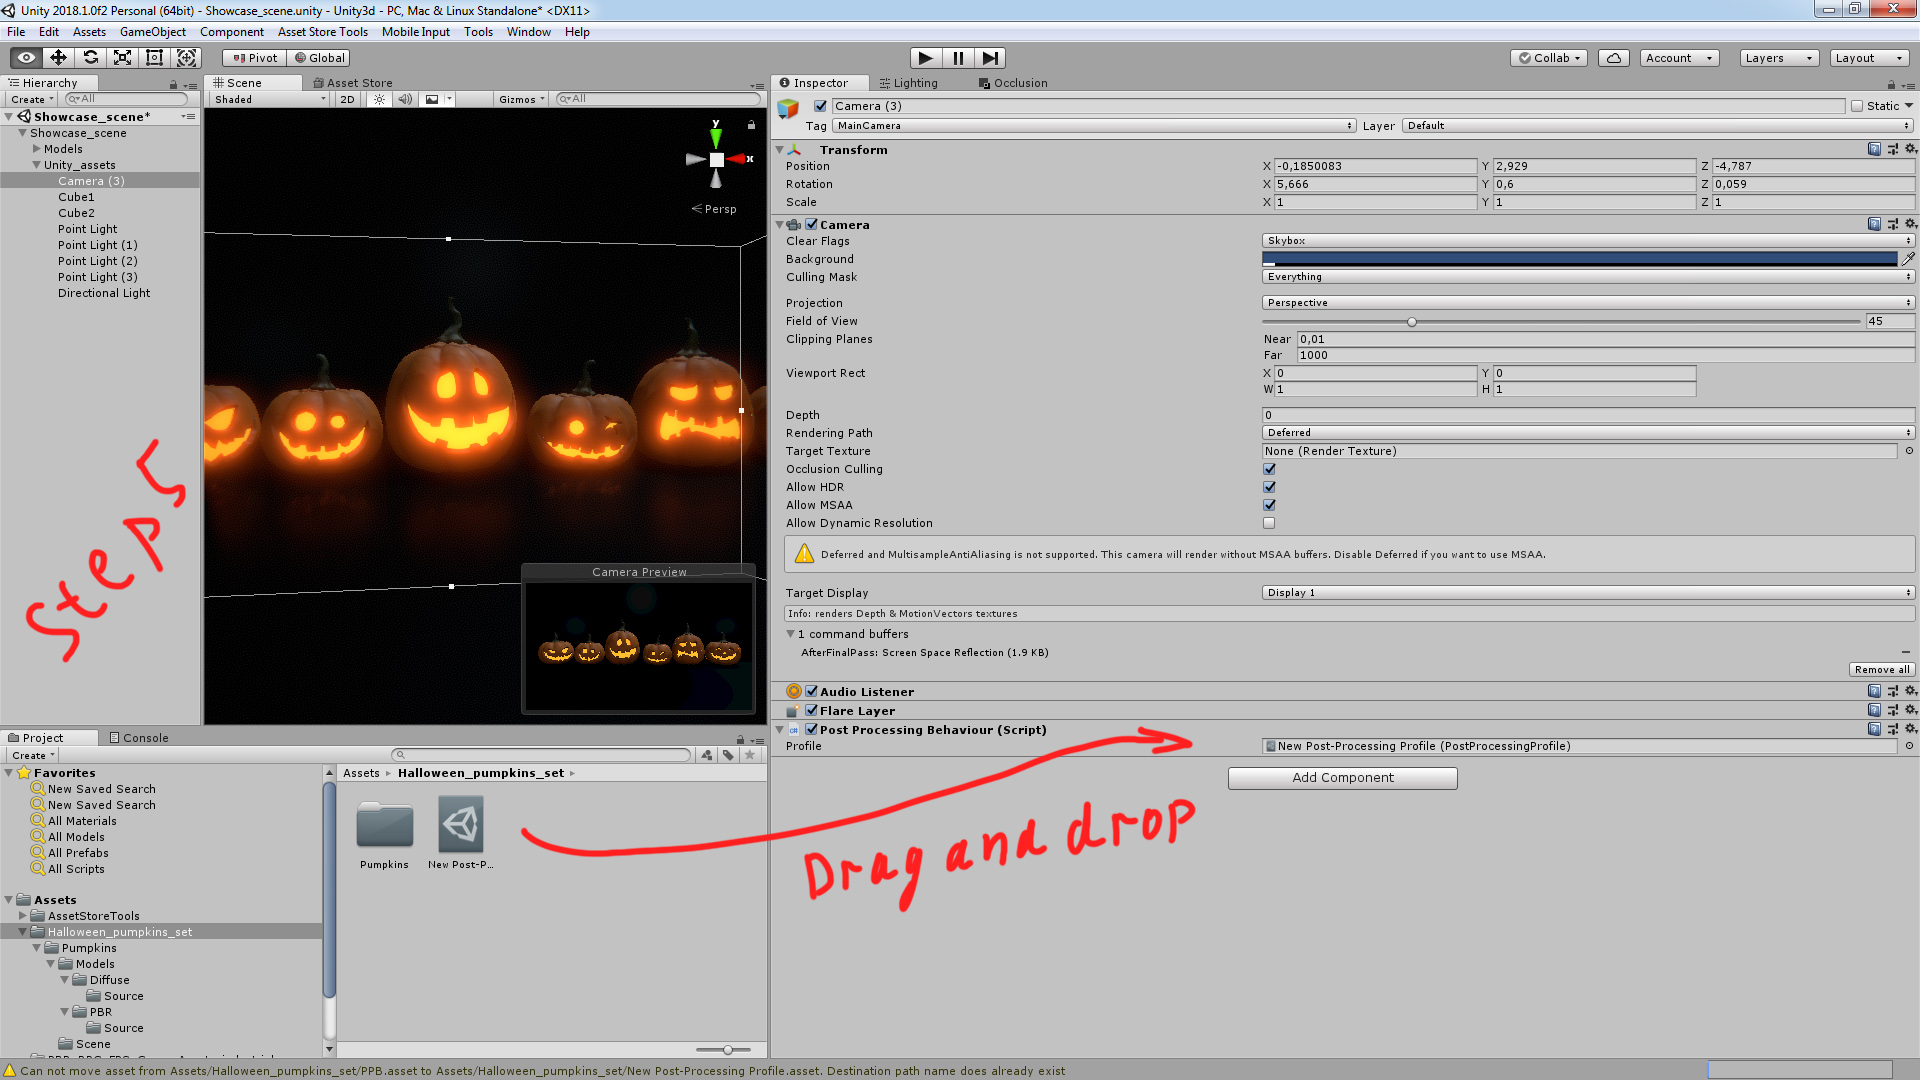 Unity 2018.1.0f2 Personal (64bit) - Showcase_scene.unity - Unity3d - PC, Mac & Linux Standalone* <DX11>
File Edit Assets GameObject Component Asset Store Tools Mobile Input Tools Window Help
Pivot Global Collab Account Layers Layout
Hierarchy
Create All
Showcase_scene*
Showcase_scene
Models
Unity_assets
Camera (3)
Cube1
Cube2
Point Light
Point Light (1)
Point Light (2)
Point Light (3)
Directional Light
Step 5
Scene Asset Store
Shaded 2D Gizmos All
y
x
Persp
Camera Preview
Inspector Lighting Occlusion
Camera (3) Static
Tag MainCamera Layer Default
Transform
Position X -0,1850083 Y 2,929 Z -4,787
Rotation X 5,666 Y 0,6 Z 0,059
Scale X 1 Y 1 Z 1
Camera
Clear Flags Skybox
Background
Culling Mask Everything
Projection Perspective
Field of View 45
Clipping Planes Near 0,01
Far 1000
Viewport Rect X 0 Y 0
W 1 H 1
Depth 0
Rendering Path Deferred
Target Texture None (Render Texture)
Occlusion Culling
Allow HDR
Allow MSAA
Allow Dynamic Resolution
Deferred and MultisampleAntiAliasing is not supported. This camera will render without MSAA buffers. Disable Deferred if you want to use MSAA.
Target Display Display 1
Info: renders Depth & MotionVectors textures
1 command buffers
AfterFinalPass: Screen Space Reflection (1.9 KB)
Remove all
Audio Listener
Flare Layer
Post Processing Behaviour (Script)
Profile New Post-Processing Profile (PostProcessingProfile)
Add Component
Drag and drop
Project Console
Create
Favorites
New Saved Search
New Saved Search
All Materials
All Models
All Prefabs
All Scripts
Assets
AssetStoreTools
Halloween_pumpkins_set
Pumpkins
Models
Diffuse
Source
PBR
Source
Scene
Assets Halloween_pumpkins_set
Pumpkins New Post-P...
Can not move asset from Assets/Halloween_pumpkins_set/PPB.asset to Assets/Halloween_pumpkins_set/New Post-Processing Profile.asset. Destination path name does already exist